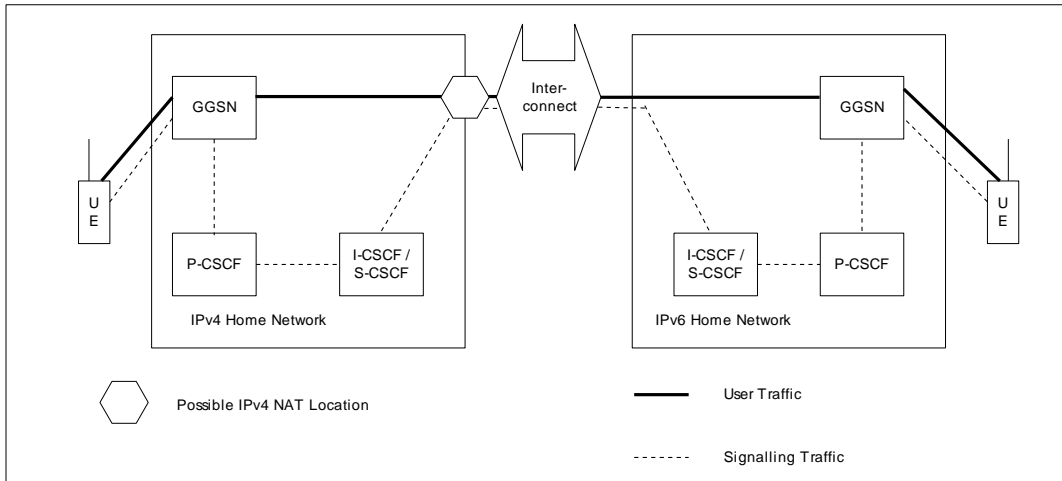 Inter-
connect
GGSN
GGSN
U
E
U
E
P-CSCF
I-CSCF /
S-CSCF
I-CSCF /
S-CSCF
P-CSCF
IPv4 Home Network
IPv6 Home Network
Possible IPv4 NAT Location
User Traffic
Signalling Traffic